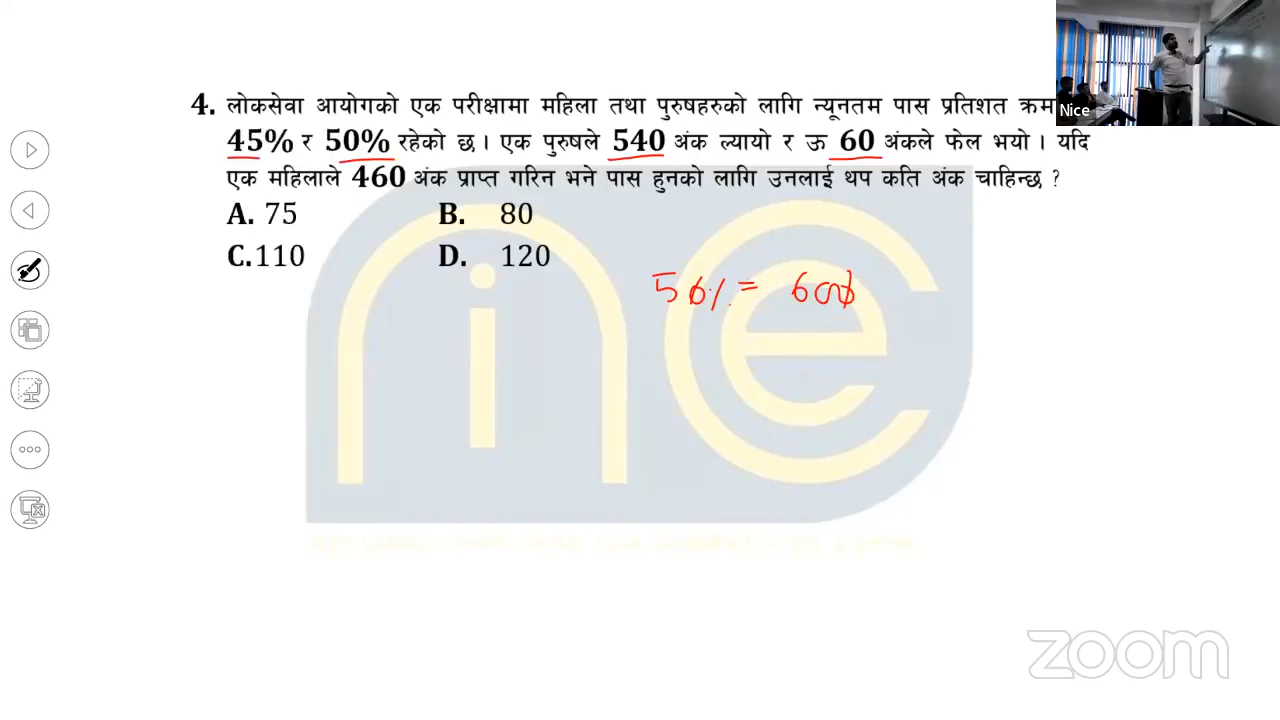 4. लोकसेवा आयोगको एक परीक्षामा महिला तथा पुरुषहरुको लागि न्यूनतम पास प्रतिशत क्रम
45% र 50% रहेको छ। एक पुरुषले 540 अंक ल्यायो र ऊ 60 अंकले फेल भयो। यदि
एक महिलाले 460 अंक प्राप्त गरिन भने पास हुनको लागि उनलाई थप कति अंक चाहिन्छ ?
A. 75 B. 80
C.110 D. 120
50% = 600
Nice
nice
zoom